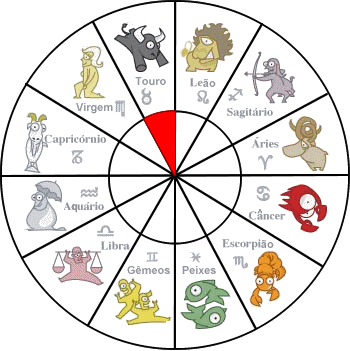 Touro ♉
Leão ♌
Sagitário ♐
Áries ♈
Câncer ♋
Escorpião ♏
Peixes ♓
Gêmeos ♊
Libra ♎
Aquário ♒
Capricórnio ♑
Virgem ♍